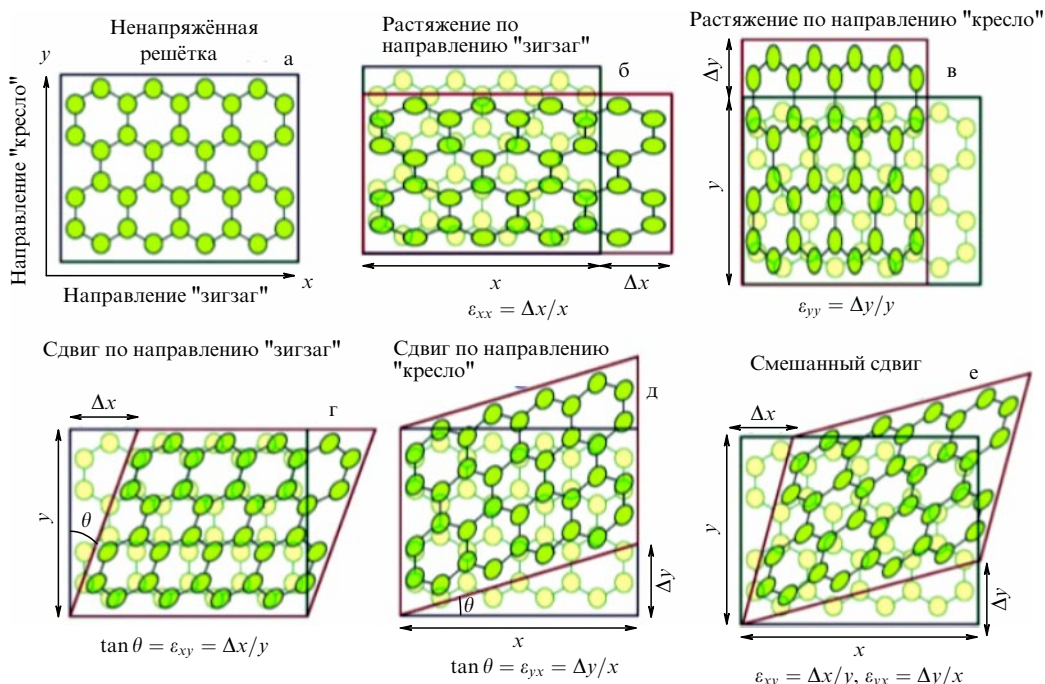 Ненапряжённая
решётка
а
y
Направление "кресло"
x
Направление "зигзаг"
Растяжение по
направлению "зигзаг"
б
x
Δx
εxx = Δx/x
Растяжение по направлению "кресло"
в
Δy
y
εyy = Δy/y
Сдвиг по направлению "зигзаг"
Δx
г
y
θ
tan θ = εxy = Δx/y
Сдвиг по направлению
"кресло"
д
Δy
θ
x
tan θ = εyx = Δy/x
Смешанный сдвиг
е
Δx
y
Δy
x
εxy = Δx/y, εyx = Δy/x